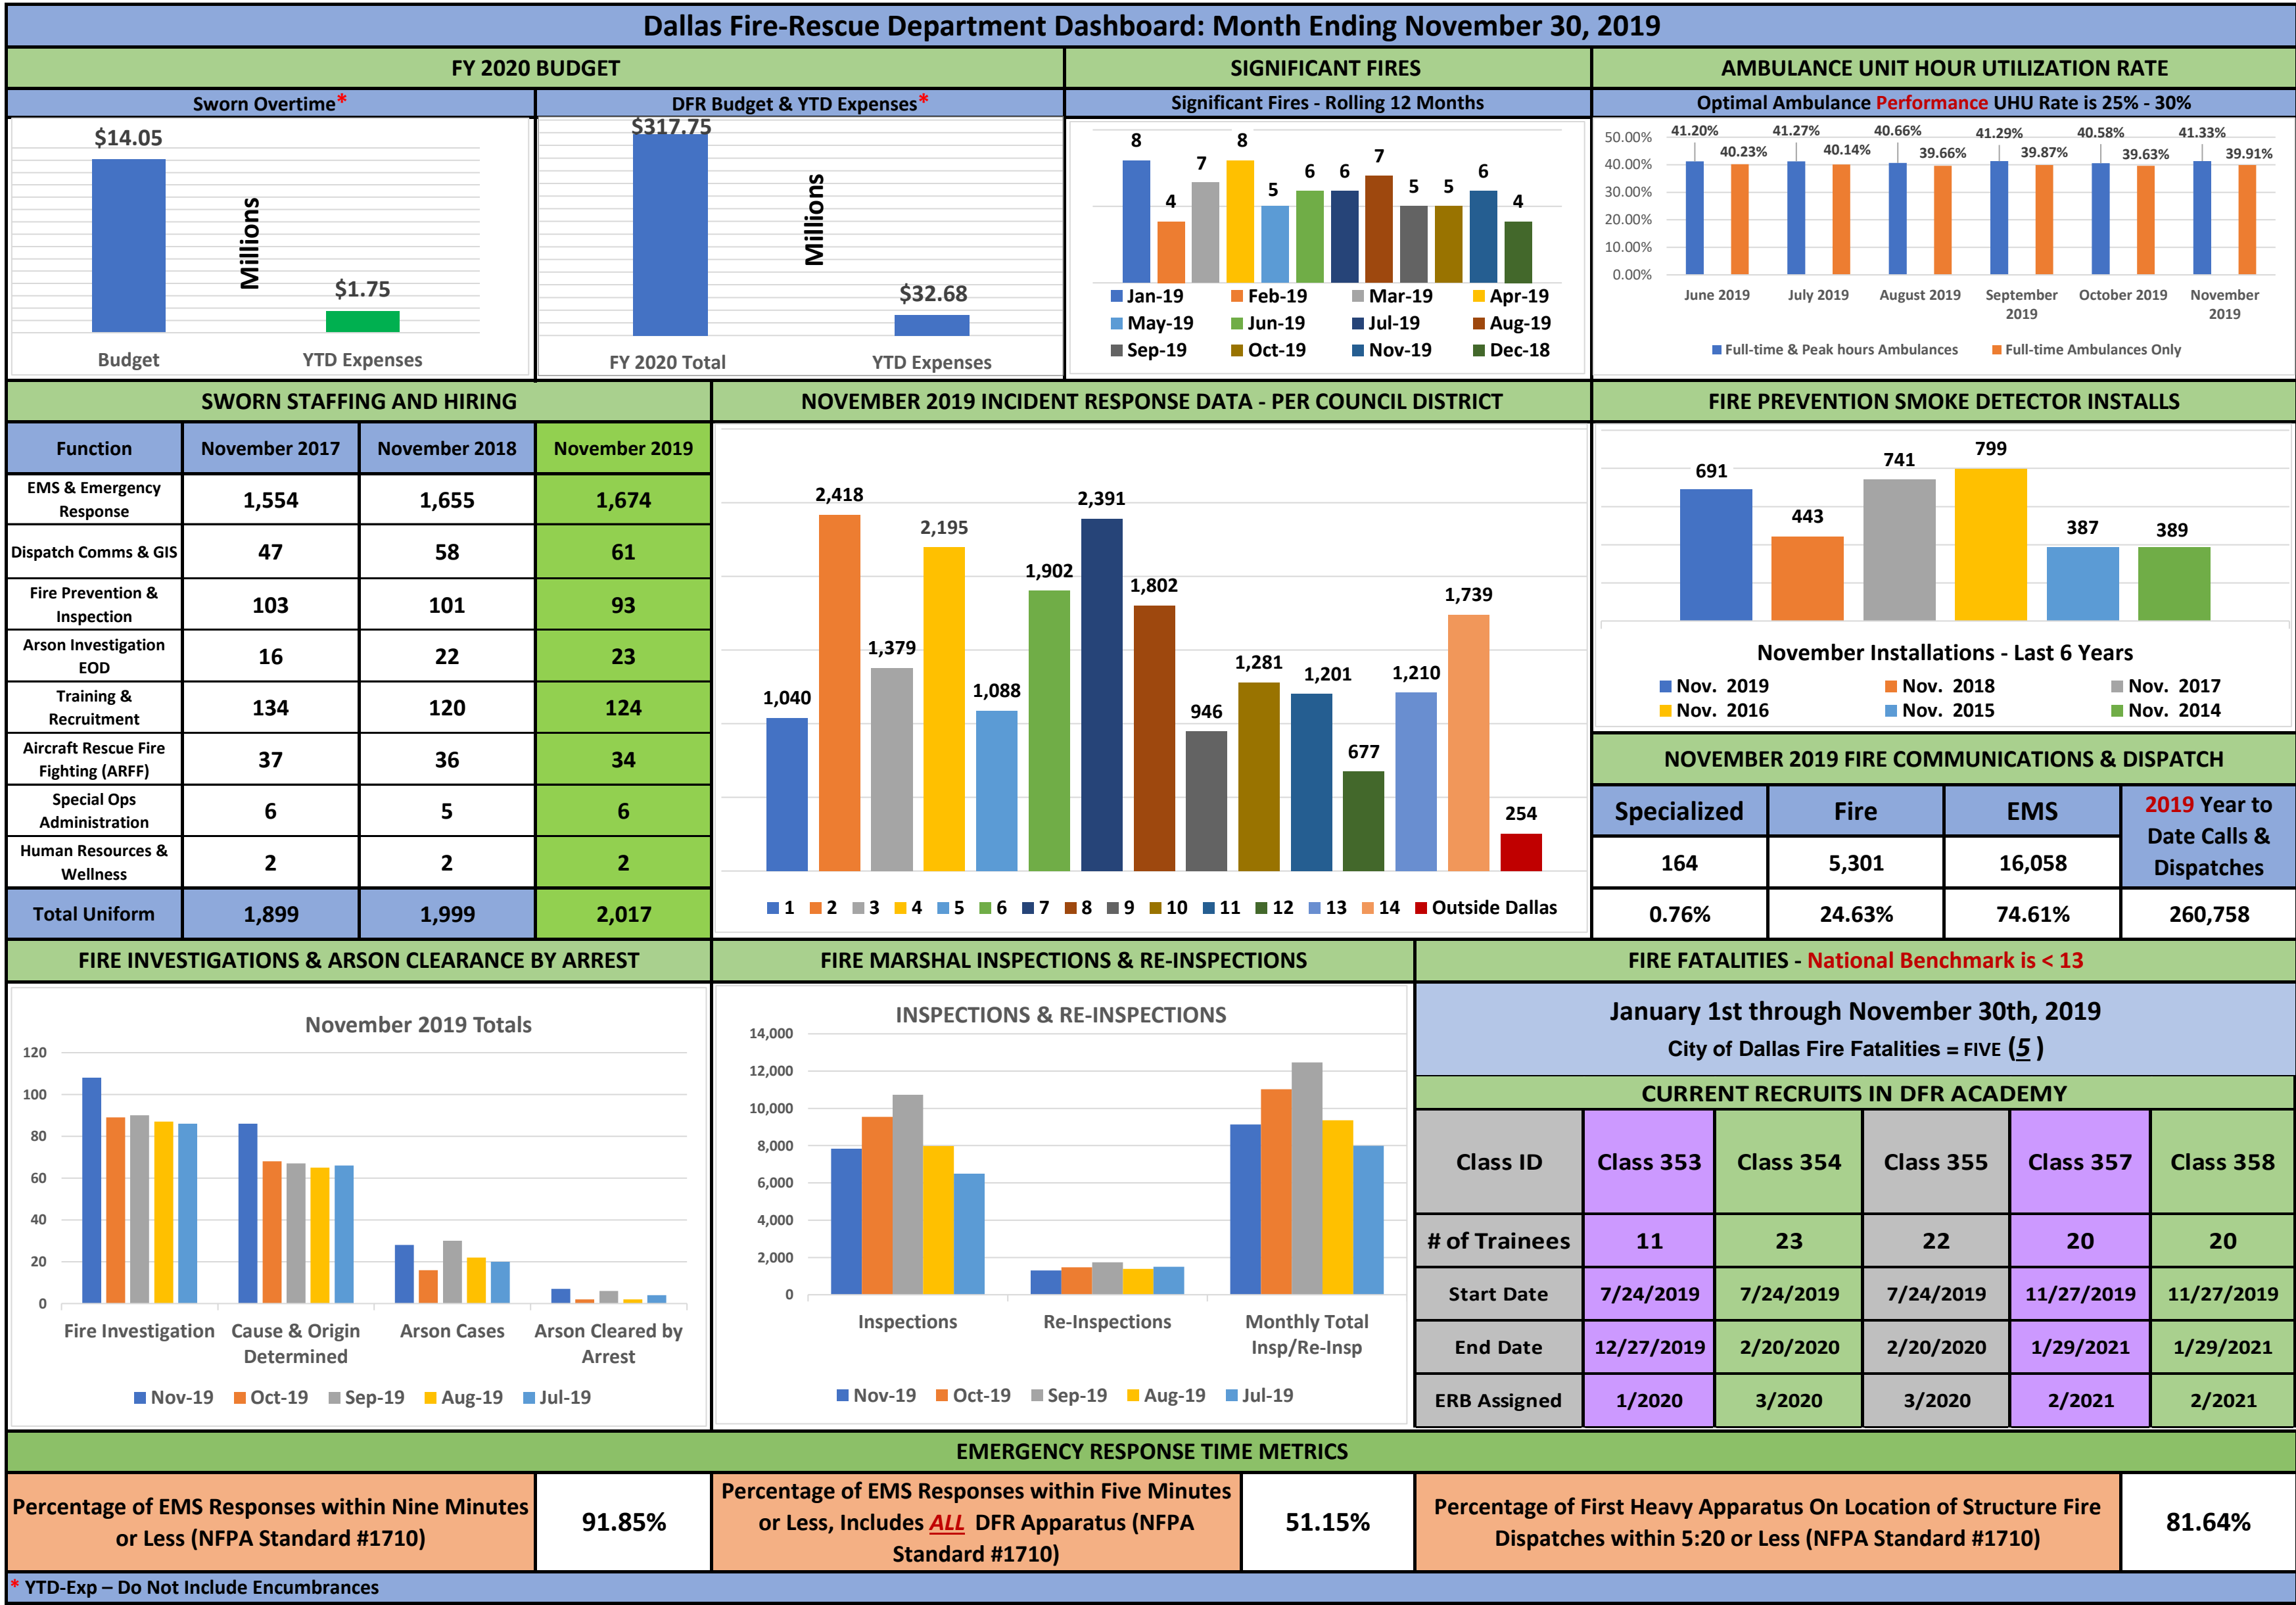 Dallas Fire-Rescue Department Dashboard: Month Ending November 30, 2019
FY 2020 BUDGET
SIGNIFICANT FIRES
AMBULANCE UNIT HOUR UTILIZATION RATE
Sworn Overtime*
DFR Budget & YTD Expenses*
Significant Fires - Rolling 12 Months
Optimal Ambulance Performance UHU Rate is 25% - 30%
$14.05
Millions
$1.75
Budget
YTD Expenses
$317.75
Millions
$32.68
FY 2020 Total
YTD Expenses
8
4
7
8
5
6
6
7
5
5
6
4
Jan-19 Feb-19 Mar-19 Apr-19
May-19 Jun-19 Jul-19 Aug-19
Sep-19 Oct-19 Nov-19 Dec-18
50.00%
40.00%
30.00%
20.00%
10.00%
0.00%
41.20% 41.27% 40.66% 41.29% 40.58% 41.33%
40.23% 40.14% 39.66% 39.87% 39.63% 39.91%
June 2019 July 2019 August 2019 September 2019 October 2019 November 2019
Full-time & Peak hours Ambulances Full-time Ambulances Only
SWORN STAFFING AND HIRING
Function November 2017 November 2018 November 2019
EMS & Emergency Response 1,554 1,655 1,674
Dispatch Comms & GIS 47 58 61
Fire Prevention & Inspection 103 101 93
Arson Investigation EOD 16 22 23
Training & Recruitment 134 120 124
Aircraft Rescue Fire Fighting (ARFF) 37 36 34
Special Ops Administration 6 5 6
Human Resources & Wellness 2 2 2
Total Uniform 1,899 1,999 2,017
NOVEMBER 2019 INCIDENT RESPONSE DATA - PER COUNCIL DISTRICT
1,040
2,418
1,379
2,195
1,088
1,902
2,391
1,802
946
1,281
1,201
677
1,210
1,739
254
1 2 3 4 5 6 7 8 9 10 11 12 13 14 Outside Dallas
FIRE PREVENTION SMOKE DETECTOR INSTALLS
691
443
741
799
387
389
November Installations - Last 6 Years
Nov. 2019 Nov. 2018 Nov. 2017
Nov. 2016 Nov. 2015 Nov. 2014
NOVEMBER 2019 FIRE COMMUNICATIONS & DISPATCH
Specialized Fire EMS 2019 Year to Date Calls & Dispatches
164 5,301 16,058
0.76% 24.63% 74.61% 260,758
FIRE INVESTIGATIONS & ARSON CLEARANCE BY ARREST
November 2019 Totals
120
100
80
60
40
20
0
Fire Investigation Cause & Origin Determined Arson Cases Arson Cleared by Arrest
Nov-19 Oct-19 Sep-19 Aug-19 Jul-19
FIRE MARSHAL INSPECTIONS & RE-INSPECTIONS
INSPECTIONS & RE-INSPECTIONS
14,000
12,000
10,000
8,000
6,000
4,000
2,000
0
Inspections Re-Inspections Monthly Total Insp/Re-Insp
Nov-19 Oct-19 Sep-19 Aug-19 Jul-19
FIRE FATALITIES - National Benchmark is < 13
January 1st through November 30th, 2019
City of Dallas Fire Fatalities = FIVE (5 )
CURRENT RECRUITS IN DFR ACADEMY
Class ID Class 353 Class 354 Class 355 Class 357 Class 358
# of Trainees 11 23 22 20 20
Start Date 7/24/2019 7/24/2019 7/24/2019 11/27/2019 11/27/2019
End Date 12/27/2019 2/20/2020 2/20/2020 1/29/2021 1/29/2021
ERB Assigned 1/2020 3/2020 3/2020 2/2021 2/2021
EMERGENCY RESPONSE TIME METRICS
Percentage of EMS Responses within Nine Minutes
or Less (NFPA Standard #1710)
91.85%
Percentage of EMS Responses within Five Minutes
or Less, Includes ALL DFR Apparatus (NFPA
Standard #1710)
51.15%
Percentage of First Heavy Apparatus On Location of Structure Fire
Dispatches within 5:20 or Less (NFPA Standard #1710)
81.64%
* YTD-Exp – Do Not Include Encumbrances